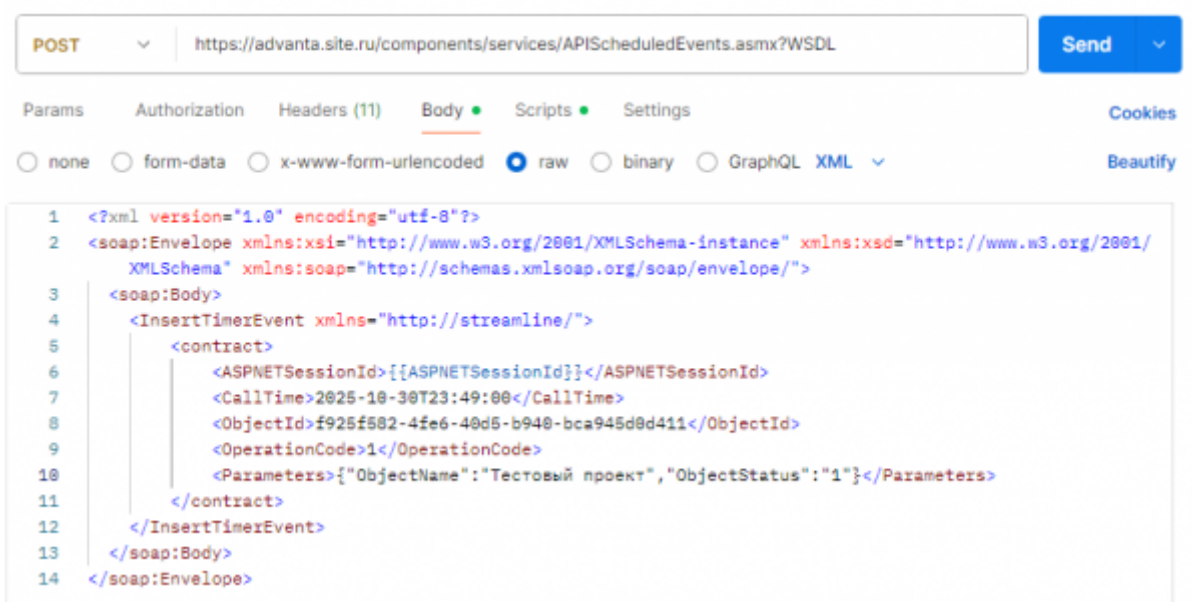 POST https://advanta.site.ru/components/services/APIScheduledEvents.asmx?WSDL Send
Params Authorization Headers (11) Body Scripts Settings Cookies
none form-data x-www-form-urlencoded raw binary GraphQL XML Beautify
1 <?xml version="1.0" encoding="utf-8"?>
2 <soap:Envelope xmlns:xsi="http://www.w3.org/2001/XMLSchema-instance" xmlns:xsd="http://www.w3.org/2001/
XMLSchema" xmlns:soap="http://schemas.xmlsoap.org/soap/envelope/">
3 <soap:Body>
4 <InsertTimerEvent xmlns="http://streamline/">
5 <contract>
6 <ASPNETSessionId>{{ASPNETSessionId}}</ASPNETSessionId>
7 <CallTime>2025-10-30T23:49:00</CallTime>
8 <ObjectId>f925f582-4fe6-40d5-b940-bca945d0d411</ObjectId>
9 <OperationCode>1</OperationCode>
10 <Parameters>{"ObjectName":"Тестовый проект","ObjectStatus":"1"}</Parameters>
11 </contract>
12 </InsertTimerEvent>
13 </soap:Body>
14 </soap:Envelope>